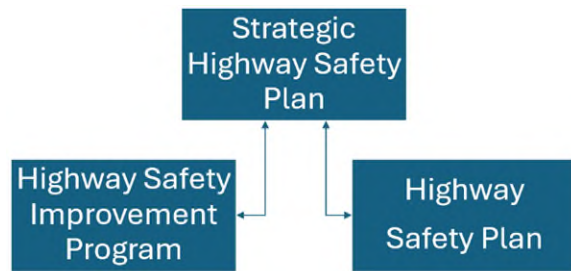 Strategic
Highway Safety
Plan
Highway Safety
Improvement
Program
Highway
Safety Plan